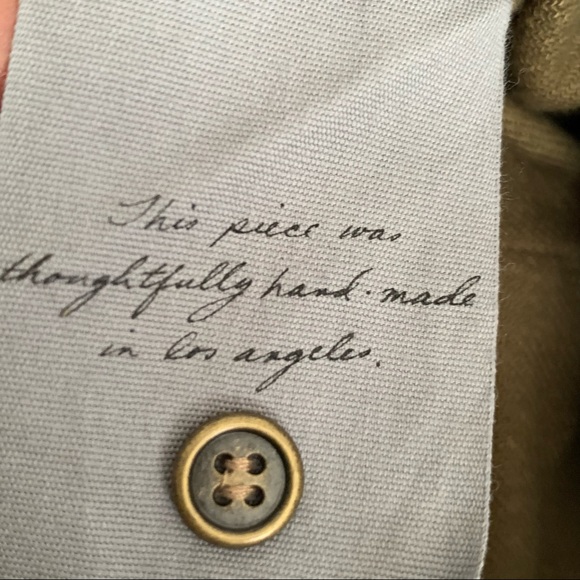 This piece was
thoughtfully hand-made
in los angeles.